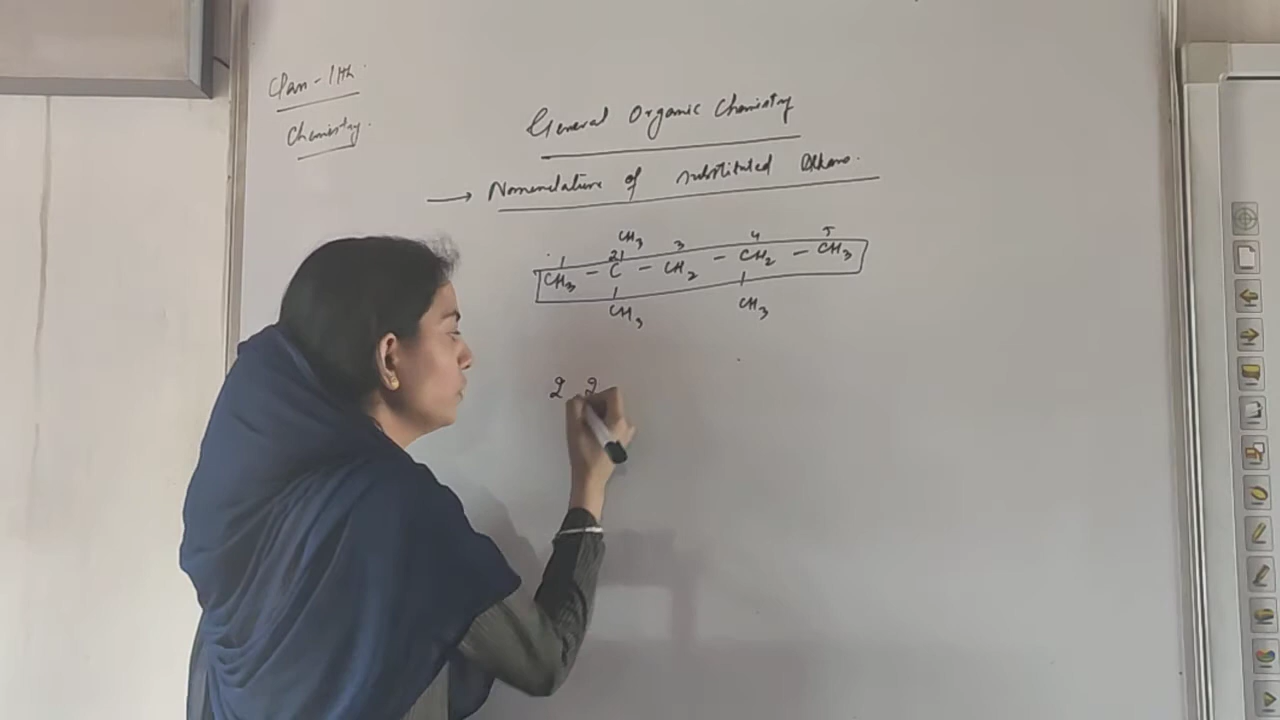 Class - 11th.
Chemistry.
General Organic Chemistry
→ Nomenclature of substituted Alkane.
CH3
1 2 3 4 5
CH3 - C - CH2 - CH2 - CH3
CH3 CH3
2, 2